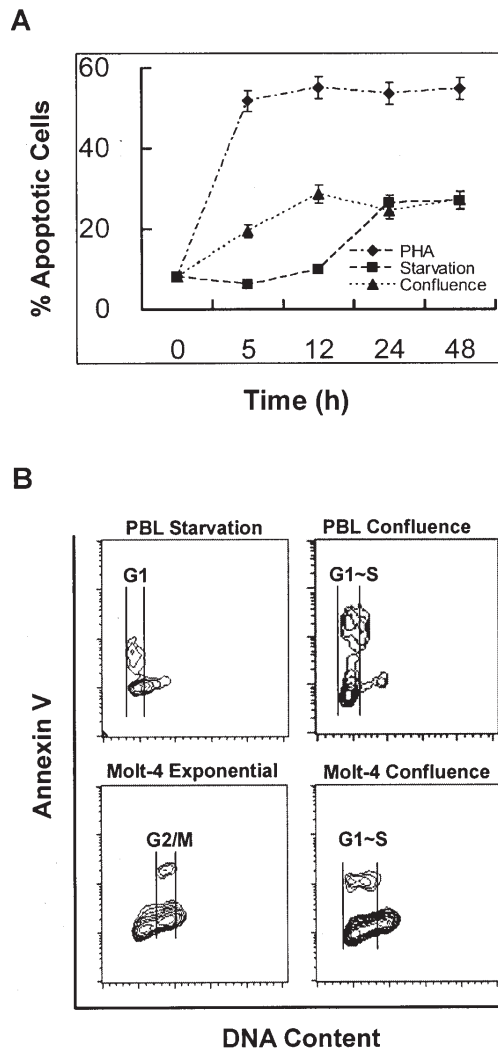 A
60
40
20
0
% Apoptotic Cells
PHA
Starvation
Confluence
0 5 12 24 48
Time (h)
B
PBL Starvation PBL Confluence
G1 G1~S
Molt-4 Exponential Molt-4 Confluence
G2/M G1~S
Annexin V
DNA Content